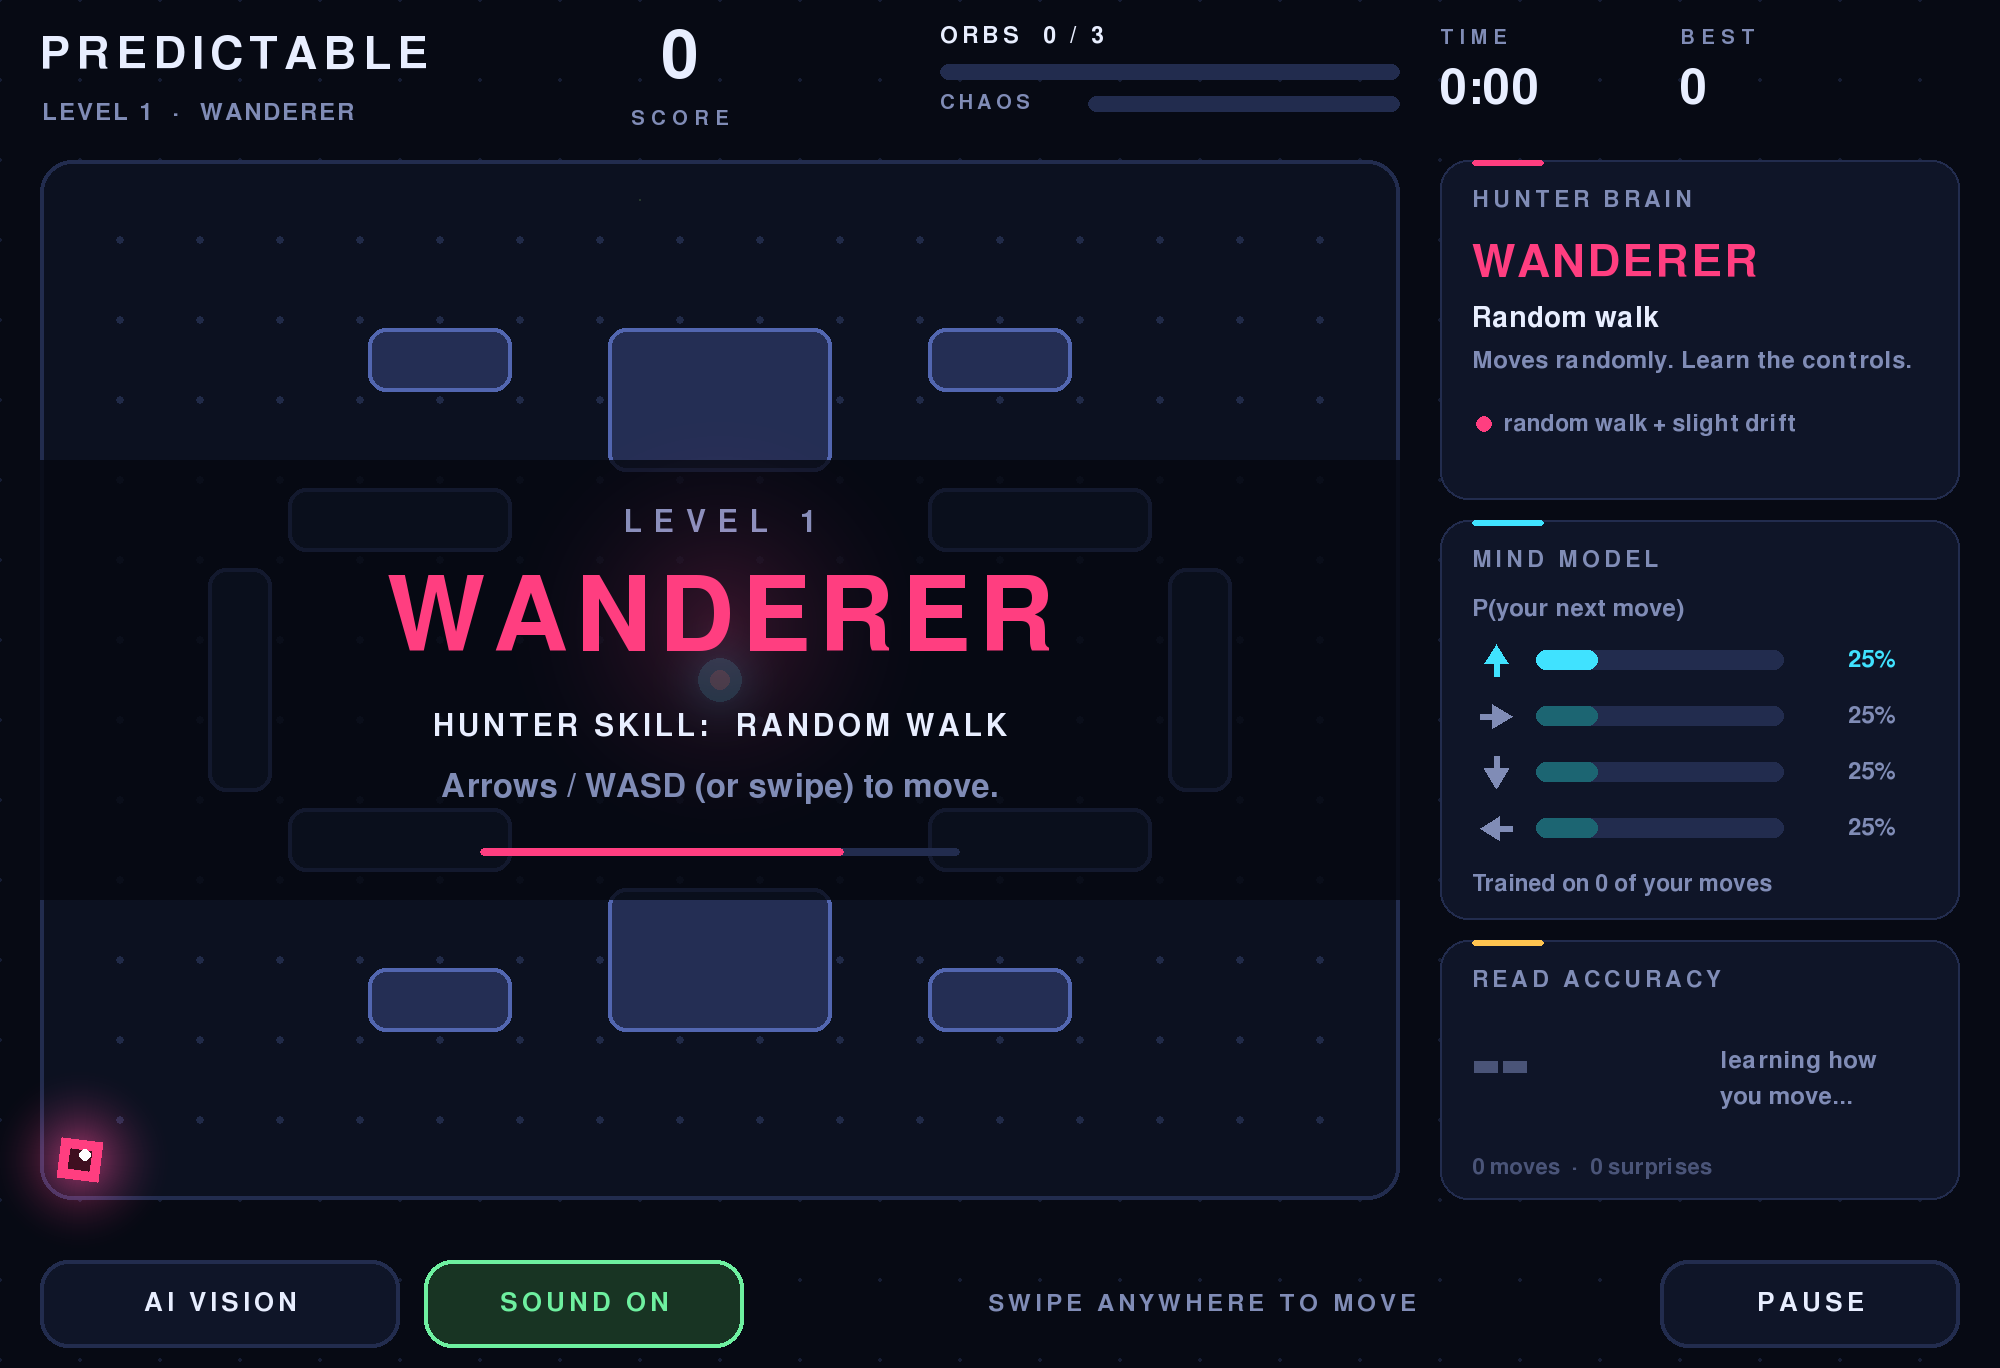 PREDICTABLE
LEVEL 1 · WANDERER
0
SCORE
ORBS 0 / 3
CHAOS
TIME
0:00
BEST
0
LEVEL 1
WANDERER
HUNTER SKILL: RANDOM WALK
Arrows / WASD (or swipe) to move.
HUNTER BRAIN
WANDERER
Random walk
Moves randomly. Learn the controls.
random walk + slight drift
MIND MODEL
P(your next move)
25%
25%
25%
25%
Trained on 0 of your moves
READ ACCURACY
--
learning how
you move...
0 moves · 0 surprises
AI VISION
SOUND ON
SWIPE ANYWHERE TO MOVE
PAUSE